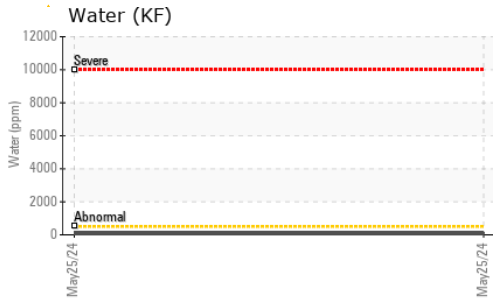 Water (KF)
12000
10000
8000
6000
4000
2000
0
Water (ppm)
Severe
Abnormal
May25/24
May25/24